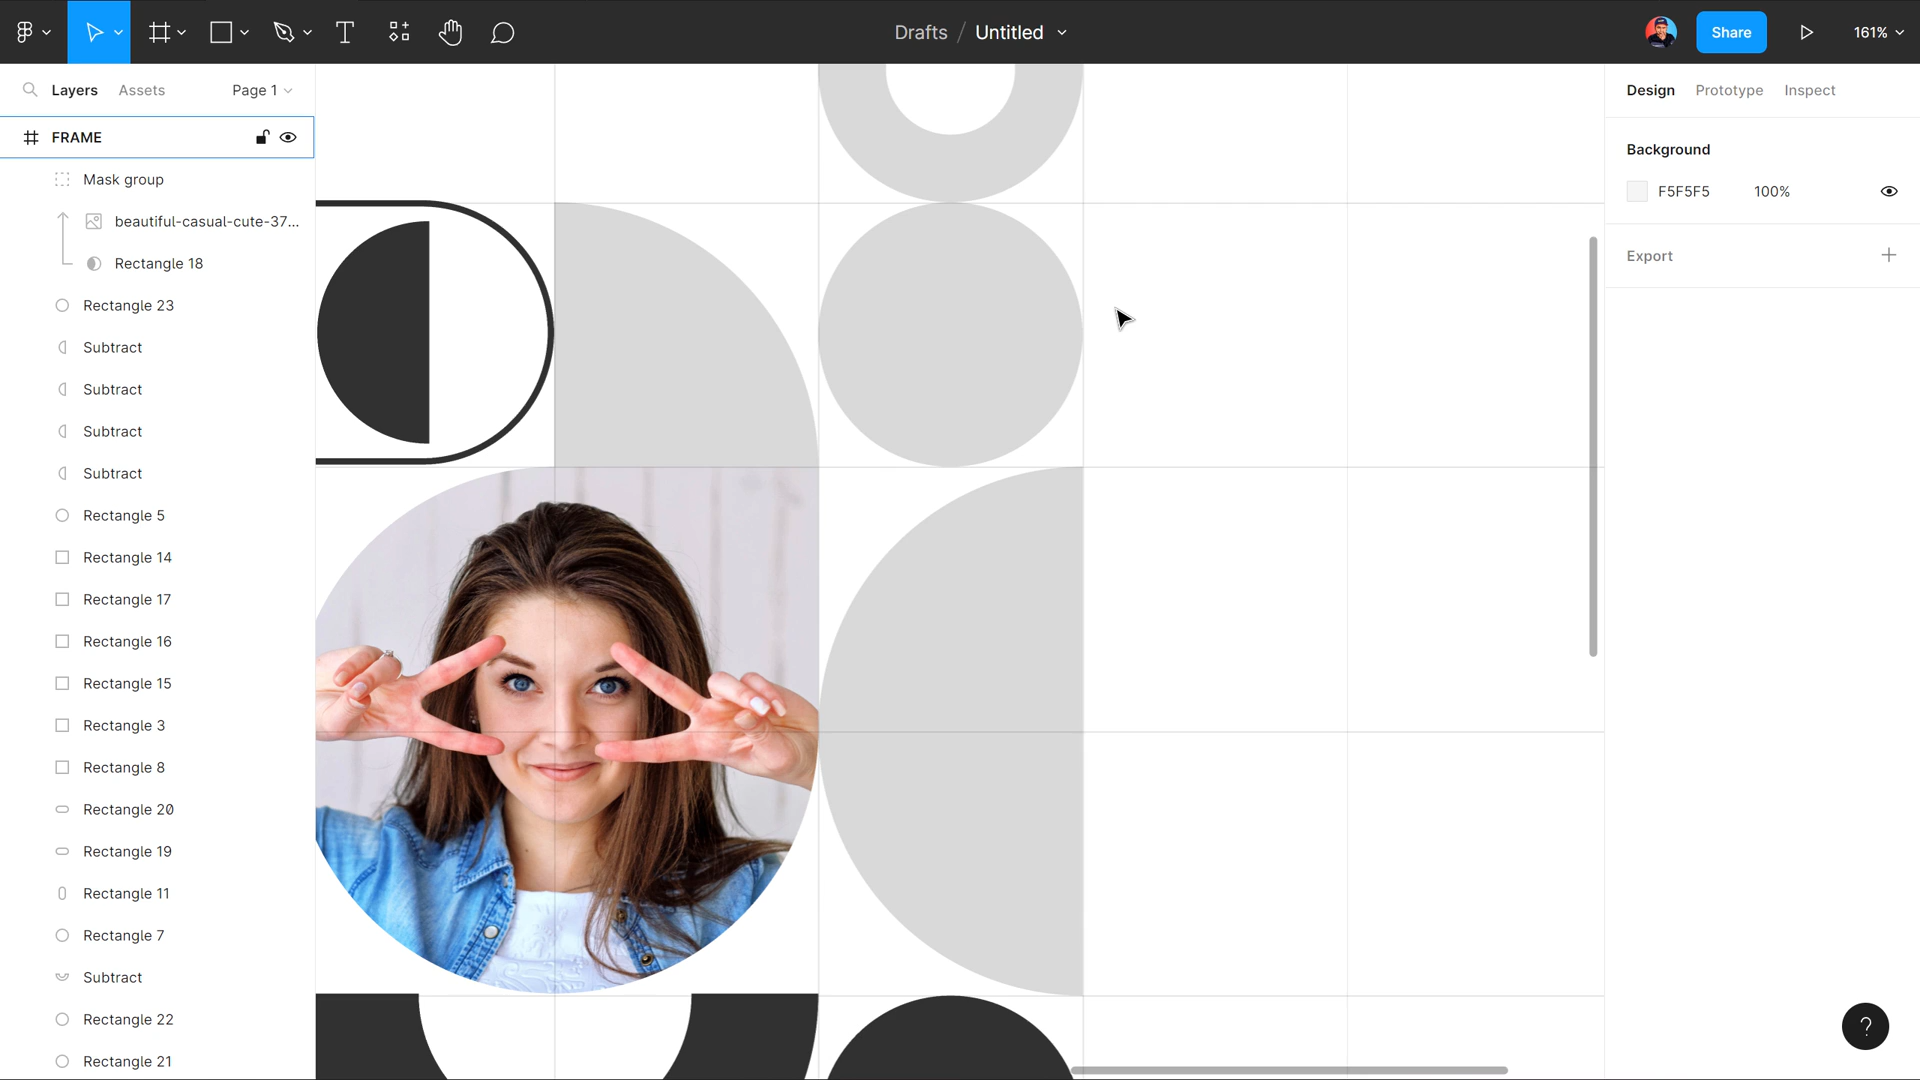 Drafts / Untitled
Share
161%
Layers
Assets
Page 1
FRAME
Mask group
beautiful-casual-cute-37...
Rectangle 18
Rectangle 23
Subtract
Subtract
Subtract
Subtract
Rectangle 5
Rectangle 14
Rectangle 17
Rectangle 16
Rectangle 15
Rectangle 3
Rectangle 8
Rectangle 20
Rectangle 19
Rectangle 11
Rectangle 7
Subtract
Rectangle 22
Rectangle 21
Design
Prototype
Inspect
Background
F5F5F5
100%
Export
?